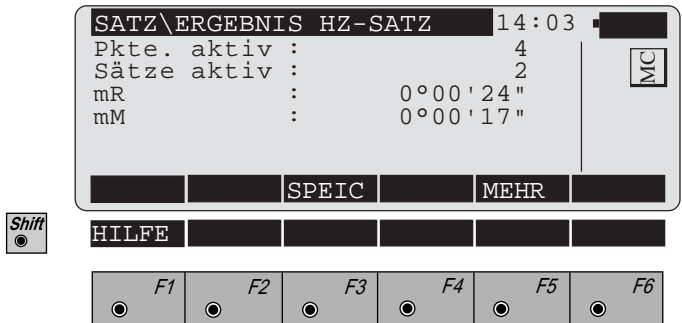 SATZ\ERGEBNIS HZ-SATZ 14:03
Pkte. aktiv : 4
Sätze aktiv : 2
mR : 0°00'24"
mM : 0°00'17"
MC
SPEIC MEHR
Shift
HILFE
F1 F2 F3 F4 F5 F6